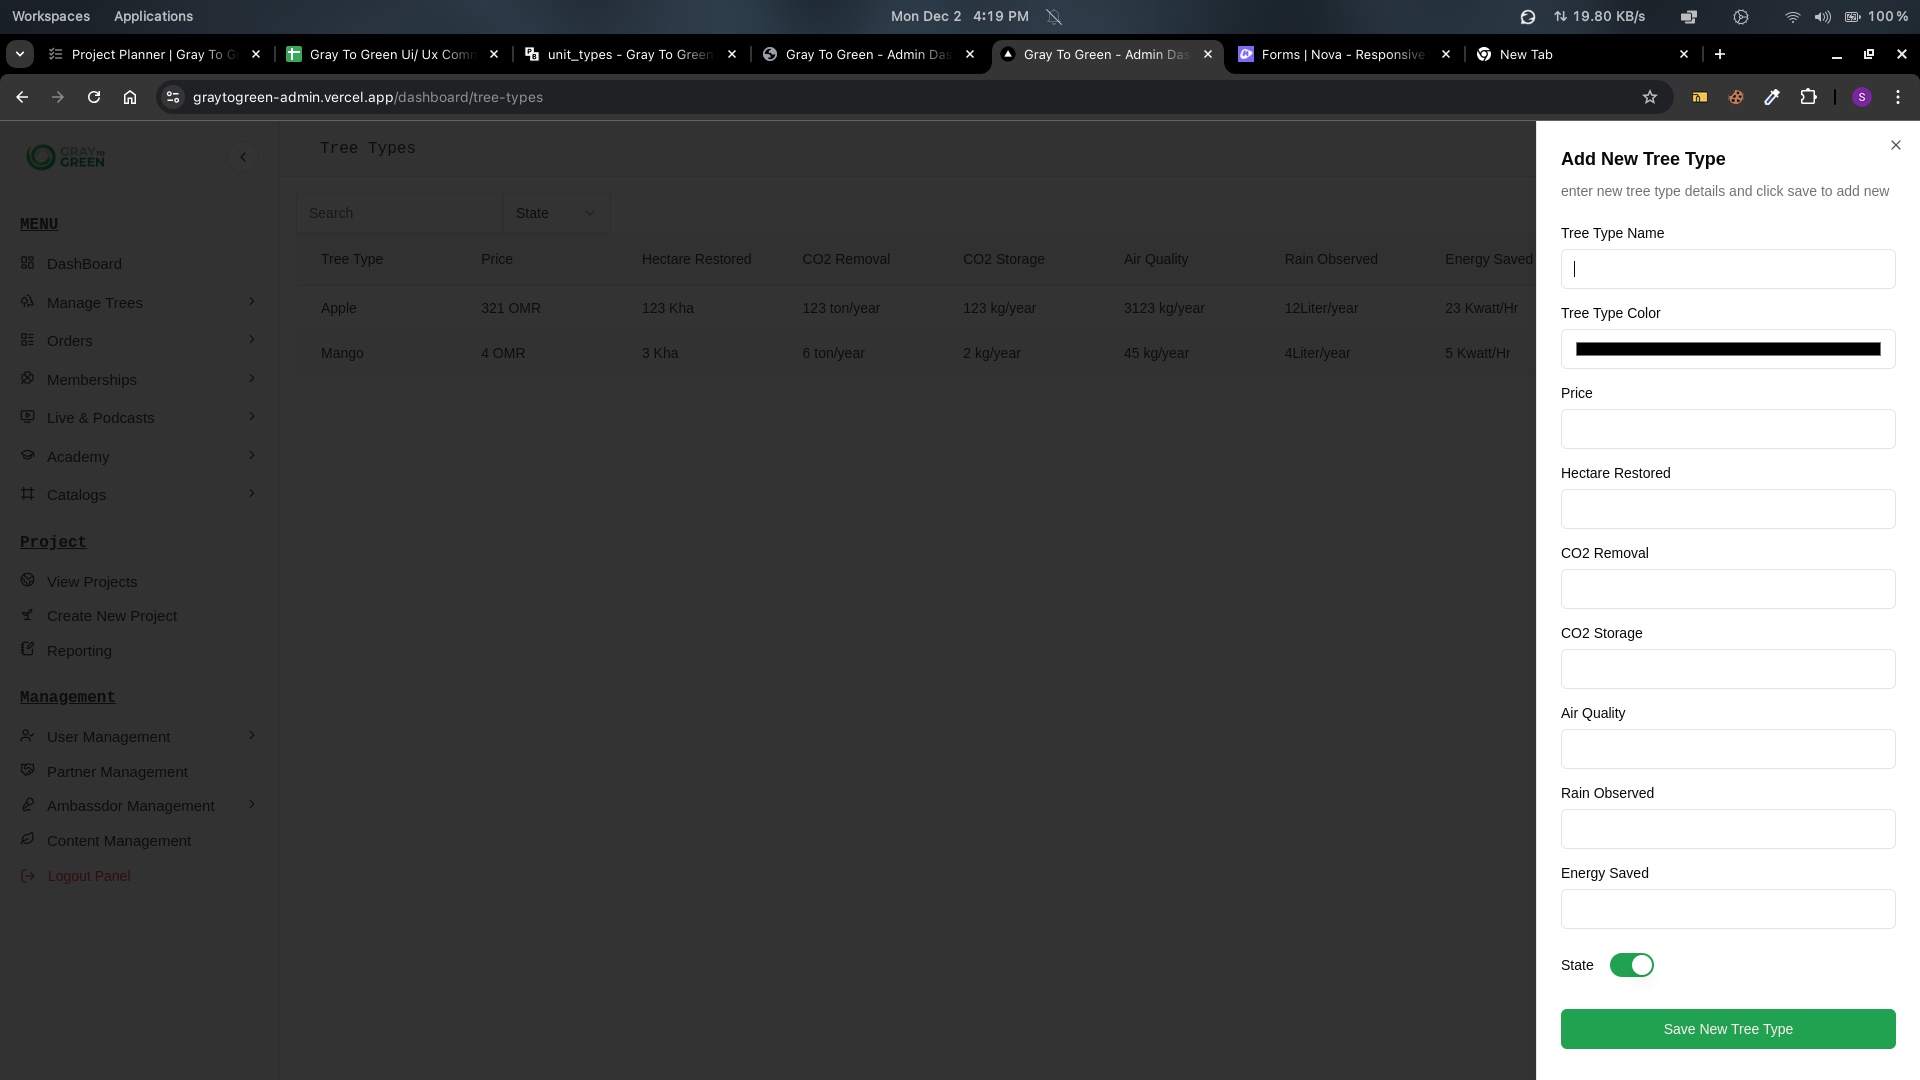 Workspaces Applications Mon Dec 2 4:19 PM 19.80 KB/s 100 %
Project Planner | Gray To G Gray To Green Ui/ Ux Com unit_types - Gray To Green Gray To Green - Admin Das Gray To Green - Admin Das Forms | Nova - Responsive New Tab
graytogreen-admin.vercel.app/dashboard/tree-types S
GRAY TO
GREEN
MENU
DashBoard
Manage Trees
Orders
Memberships
Live & Podcasts
Academy
Catalogs
Project
View Projects
Create New Project
Reporting
Management
User Management
Partner Management
Ambassdor Management
Content Management
Logout Panel
Tree Types
Search State
Tree Type Price Hectare Restored CO2 Removal CO2 Storage Air Quality Rain Observed Energy Saved
Apple 321 OMR 123 Kha 123 ton/year 123 kg/year 3123 kg/year 12Liter/year 23 Kwatt/Hr
Mango 4 OMR 3 Kha 6 ton/year 2 kg/year 45 kg/year 4Liter/year 5 Kwatt/Hr
Add New Tree Type
enter new tree type details and click save to add new
Tree Type Name
Tree Type Color
Price
Hectare Restored
CO2 Removal
CO2 Storage
Air Quality
Rain Observed
Energy Saved
State
Save New Tree Type